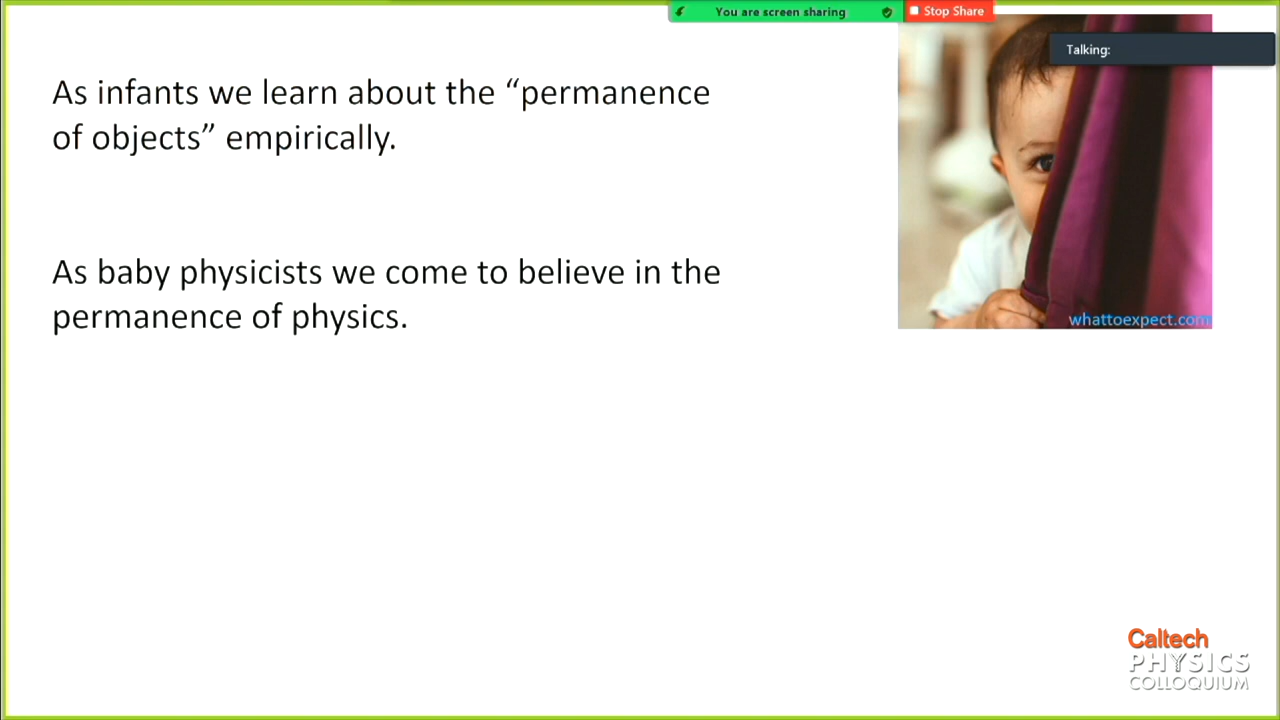 You are screen sharing
Stop Share
Talking:
As infants we learn about the “permanence
of objects” empirically.
As baby physicists we come to believe in the
permanence of physics.
whattoexpect.com
Caltech
PHYSICS
COLLOQUIUM